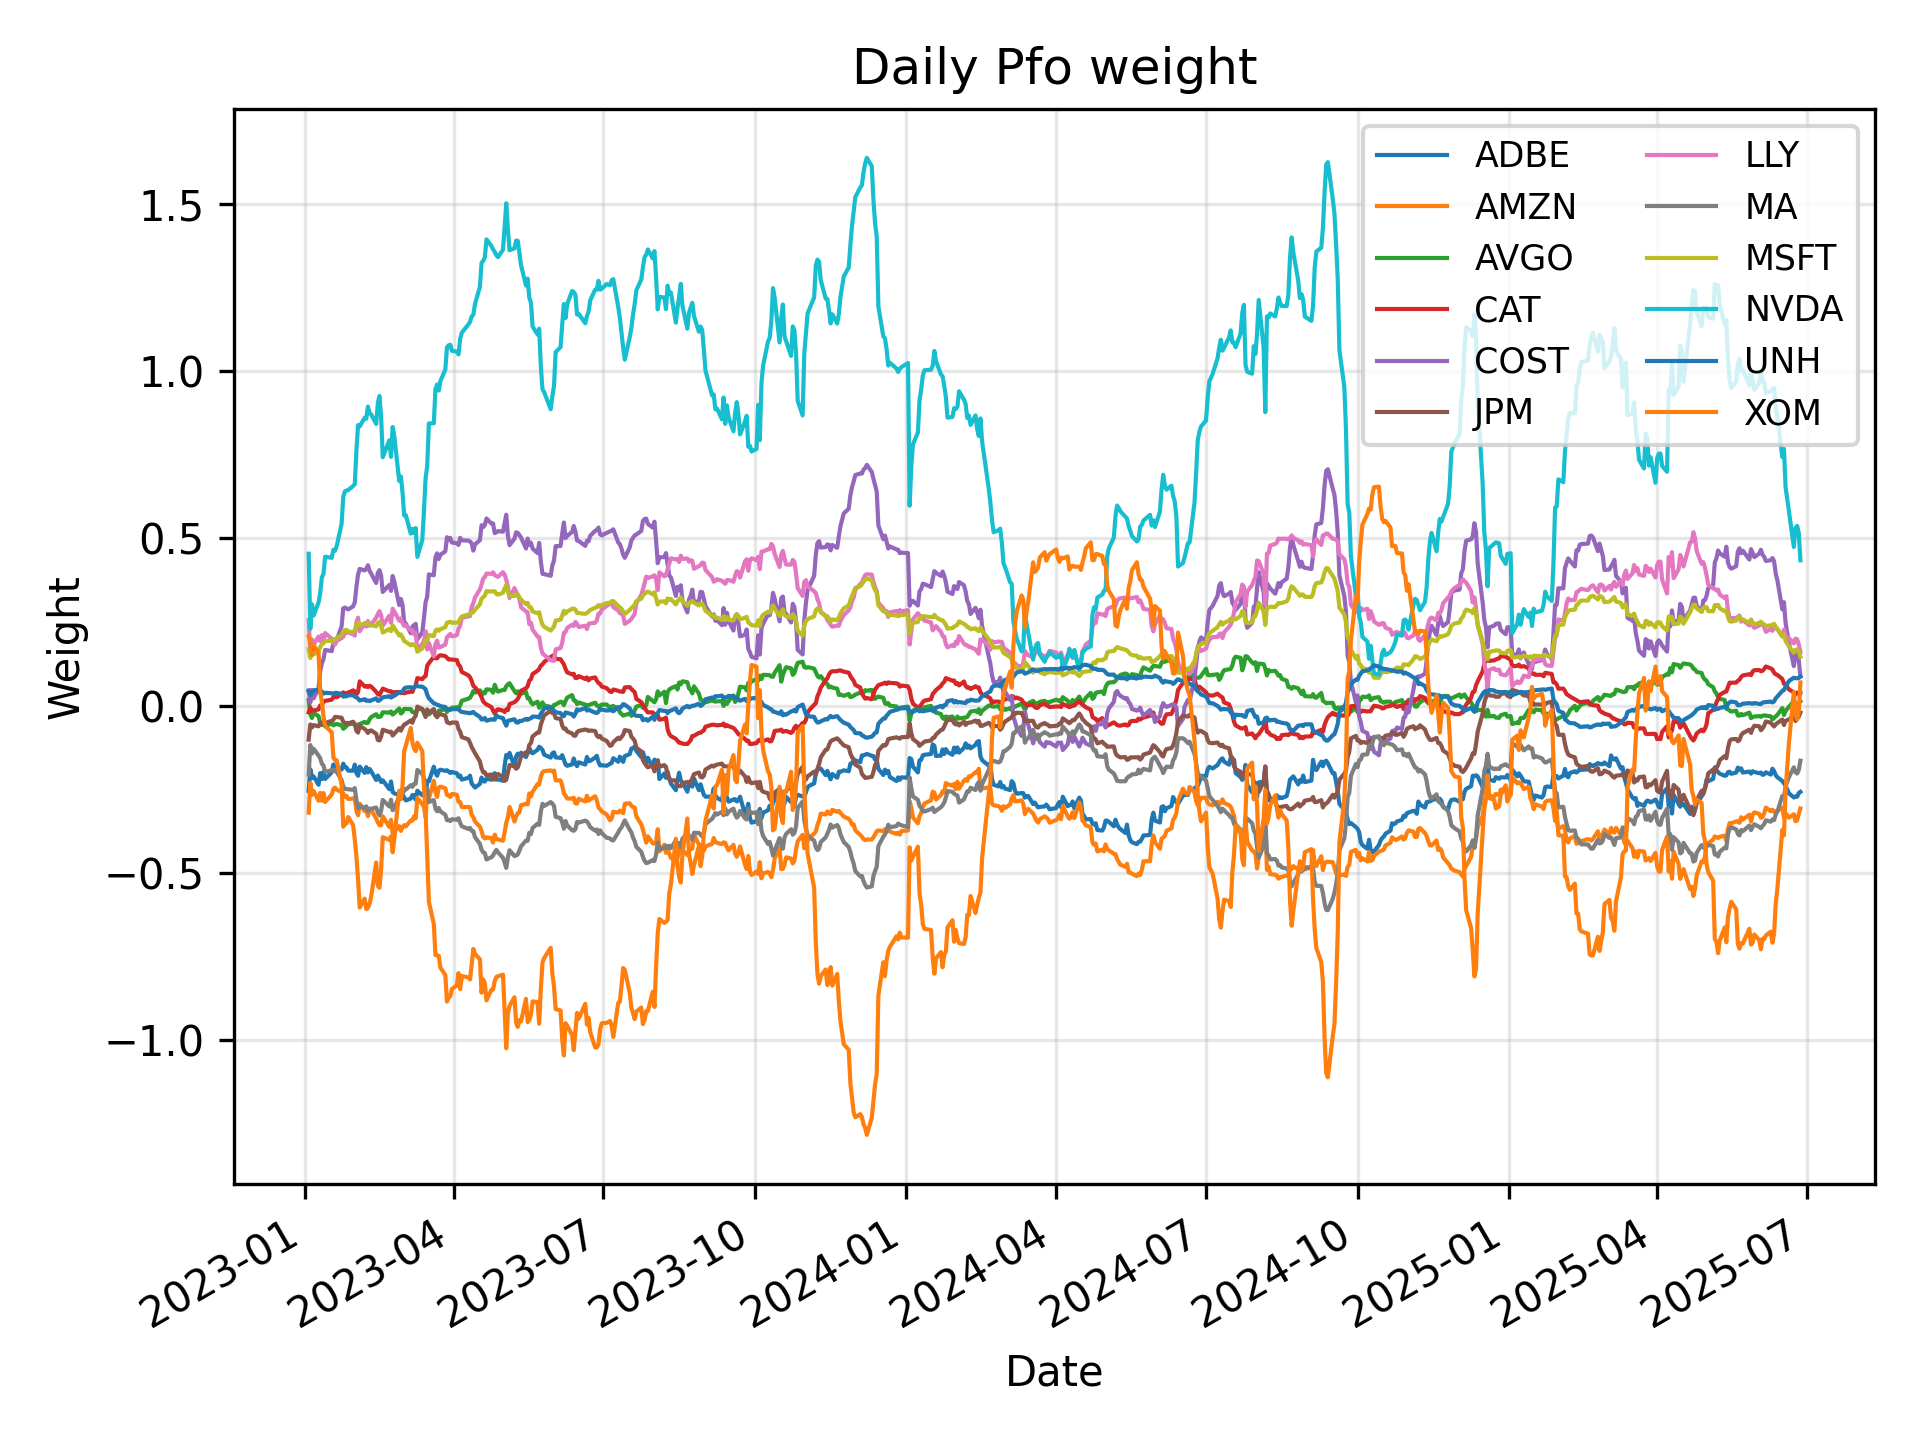 Daily Pfo weight
ADBE
AMZN
AVGO
CAT
COST
JPM
LLY
MA
MSFT
NVDA
UNH
XOM
1.5
1.0
0.5
0.0
−0.5
−1.0
Weight
2023-01
2023-04
2023-07
2023-10
2024-01
2024-04
2024-07
2024-10
2025-01
2025-04
2025-07
Date